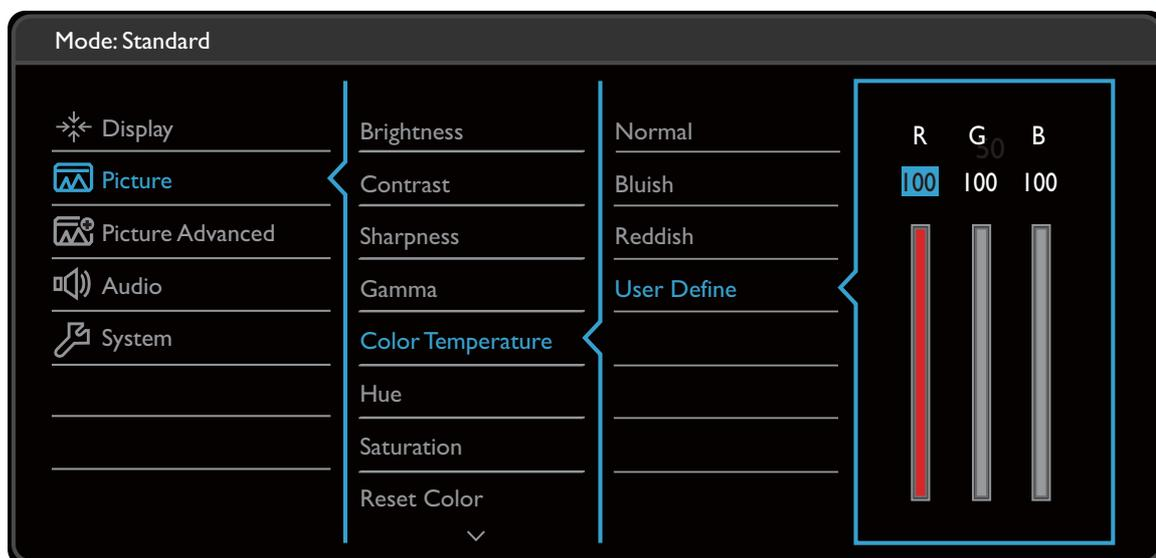 Mode: Standard
Display
Picture
Picture Advanced
Audio
System
Brightness
Contrast
Sharpness
Gamma
Color Temperature
Hue
Saturation
Reset Color
Normal
Bluish
Reddish
User Define
R G B
50
100 100 100